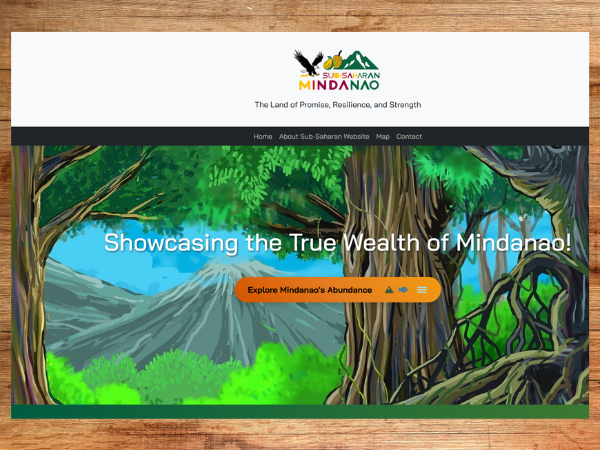 SUB-SAHARAN
MINDANAO
The Land of Promise, Resilience, and Strength
Home About Sub-Saharan Website Map Contact
Showcasing the True Wealth of Mindanao!
Explore Mindanao's Abundance